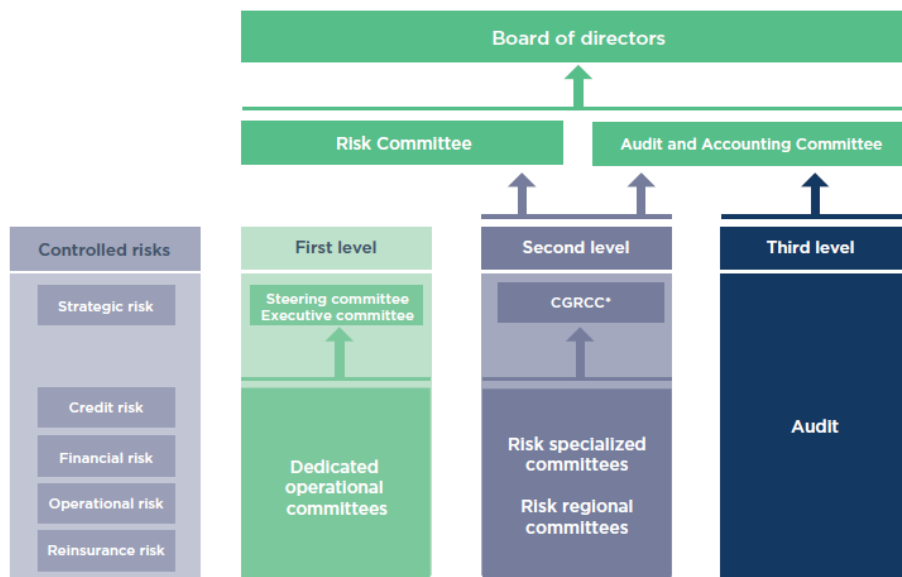 Board of directors
Risk Committee
Audit and Accounting Committee
Controlled risks
First level
Second level
Third level
Strategic risk
Steering committee
Executive committee
CGRCC*
Credit risk
Financial risk
Operational risk
Reinsurance risk
Dedicated
operational
committees
Risk specialized
committees
Risk regional
committees
Audit